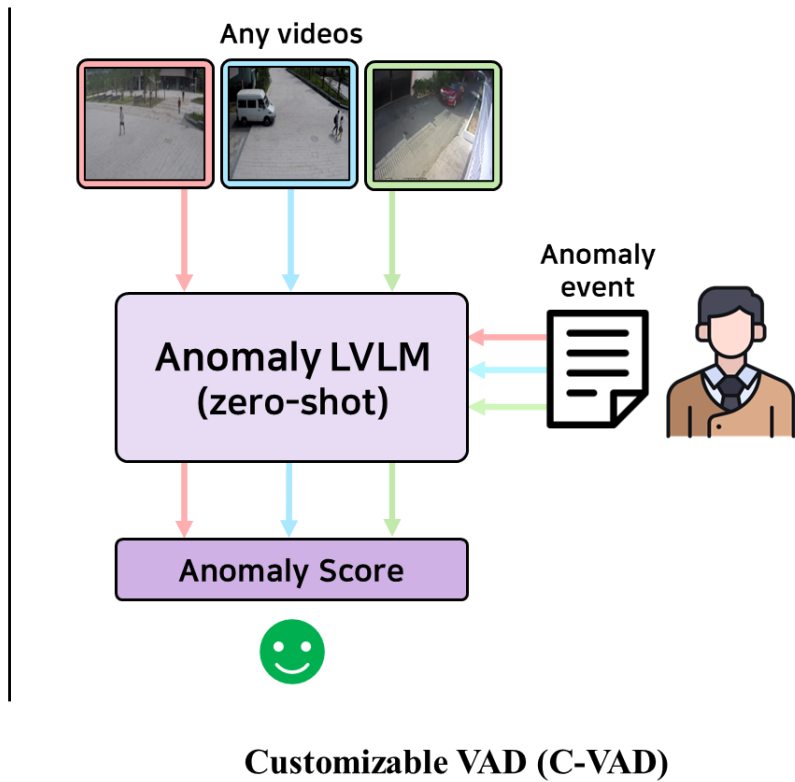 Any videos
Anomaly
event
Anomaly LVLM
(zero-shot)
Anomaly Score
Customizable VAD (C-VAD)